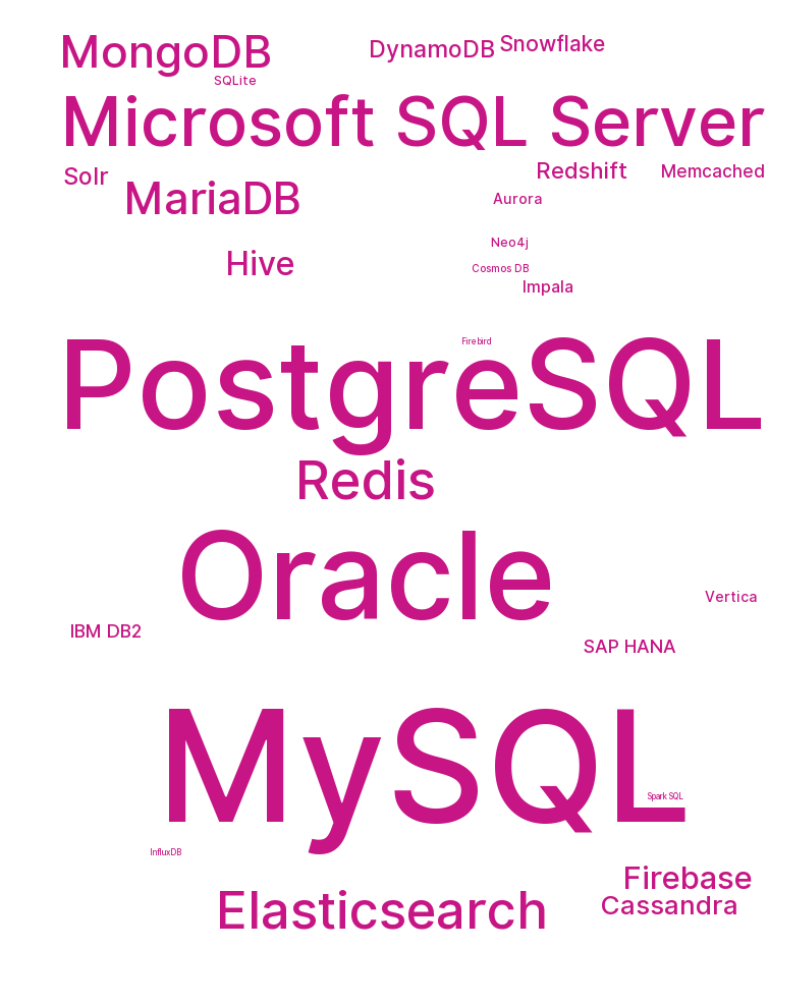 MongoDB
DynamoDB
Snowflake
SQLite
Microsoft SQL Server
Solr
MariaDB
Redshift
Memcached
Aurora
Neo4j
Hive
Cosmos DB
Impala
Firebird
PostgreSQL
Redis
Oracle
Vertica
IBM DB2
SAP HANA
MySQL
Spark SQL
InfluxDB
Firebase
Elasticsearch
Cassandra